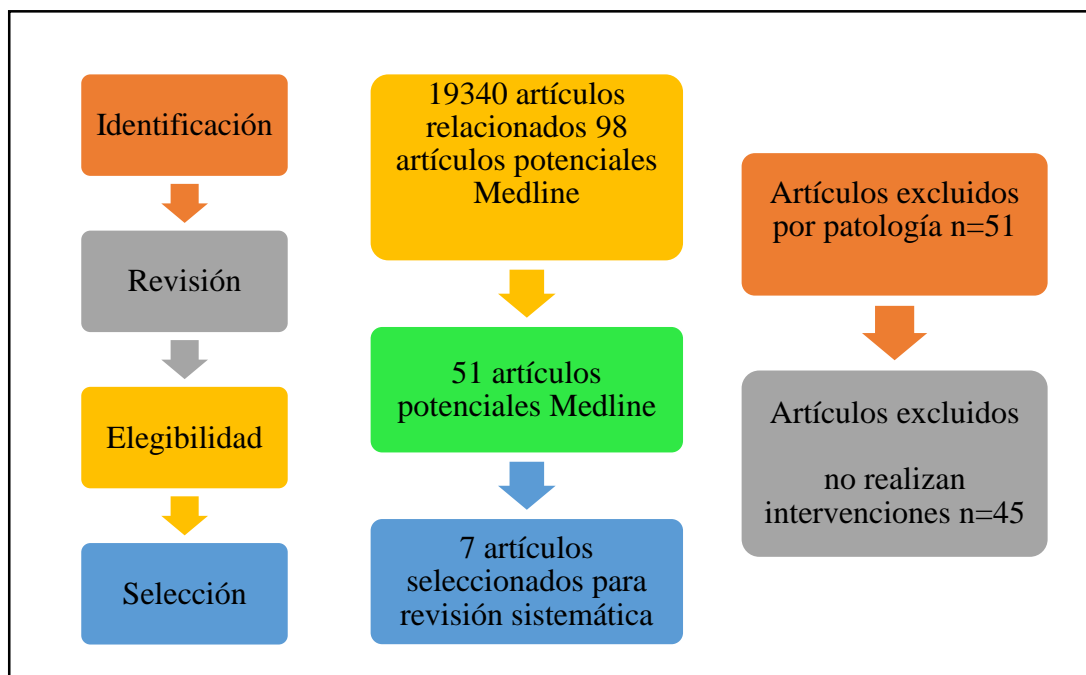 Identificación
Revisión
Elegibilidad
Selección
19340 artículos
relacionados 98
artículos potenciales
Medline
51 artículos
potenciales Medline
7 artículos
seleccionados para
revisión sistemática
Artículos excluidos
por patología n=51
Artículos excluidos
no realizan
intervenciones n=45